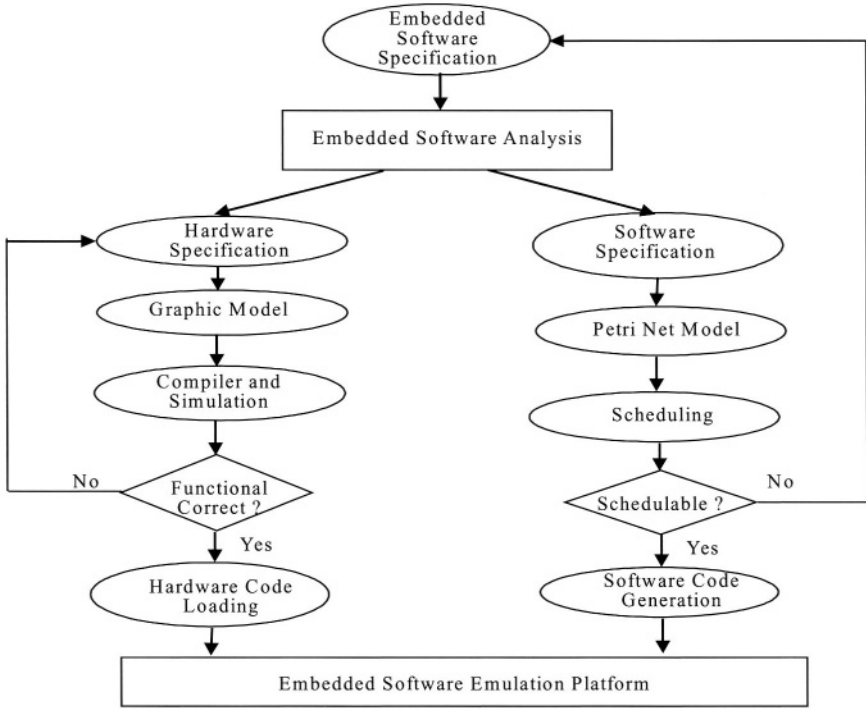 Embedded
Software
Specification
Embedded Software Analysis
Hardware
Specification
Software
Specification
Graphic Model
Petri Net Model
Compiler and
Simulation
Scheduling
No
Functional
Correct ?
Schedulable ?
No
Yes
Yes
Hardware Code
Loading
Software Code
Generation
Embedded Software Emulation Platform